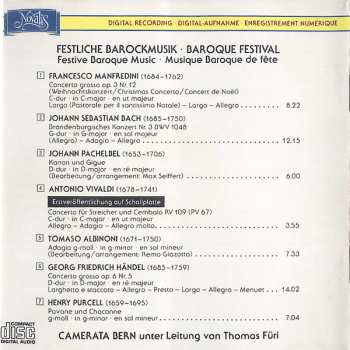 Novalis
DIGITAL RECORDING · DIGITAL-AUFNAHME · ENREGISTREMENT NUMERIQUE
FESTLICHE BAROCKMUSIK · BAROQUE FESTIVAL
Festive Baroque Music · Musique Baroque de fête
1 FRANCESCO MANFREDINI (1684–1762)
Concerto grosso op. 3 Nr. 12
(Weihnachtskonzert/Christmas Concerto/Concert de Noël)
C-dur · in C-major · en ut majeur
Largo (Pastorale per il santissimo Natale) – Largo – Allegro 8.22
2 JOHANN SEBASTIAN BACH (1685–1750)
Brandenburgisches Konzert Nr. 3 BWV 1048
G-dur · in G-major · en sol majeur
(Allegro) – Adagio – Allegro 12.15
3 JOHANN PACHELBEL (1653–1706)
Kanon und Gigue
D-dur · in D-major · en ré majeur
(Bearbeitung/arrangement: Max Seiffert) 6.00
4 ANTONIO VIVALDI (1678–1741)
Erstveröffentlichung auf Schallplatte
Concerto für Streicher und Cembalo RV 109 (PV 67)
C-dur · in C-major · en ut majeur
Allegro – Adagio – Allegro molto 3.55
5 TOMASO ALBINONI (1671–1750)
Adagio g-moll · in g-minor · en sol mineur
(Bearbeitung/arrangement: Remo Giazotto) 7.33
6 GEORG FRIEDRICH HÄNDEL (1685–1759)
Concerto grosso op. 6 Nr. 5
D-dur · in D-major · en ré majeur
Larghetto e staccato – Allegro – Presto – Largo – Allegro – Menuet 14.02
7 HENRY PURCELL (1659–1695)
Pavane und Chaconne
g-moll · in g-minor · en sol mineur 7.04
COMPACT
disc
DIGITAL AUDIO
CAMERATA BERN unter Leitung von Thomas Füri